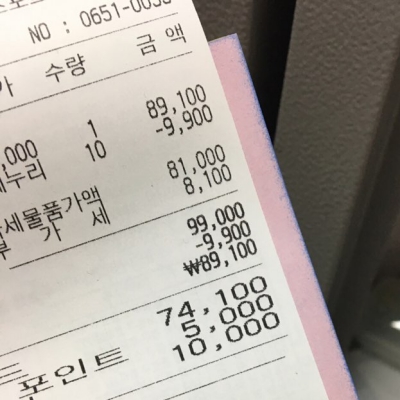 NO : 0651-00
수량 금 액
1 89,100
,000 10 -9,900
누리
81,000
세물품가액 8,100
부 가 세
99,000
-9,900
₩89,100
74,100
드 5,000
포인트 10,000